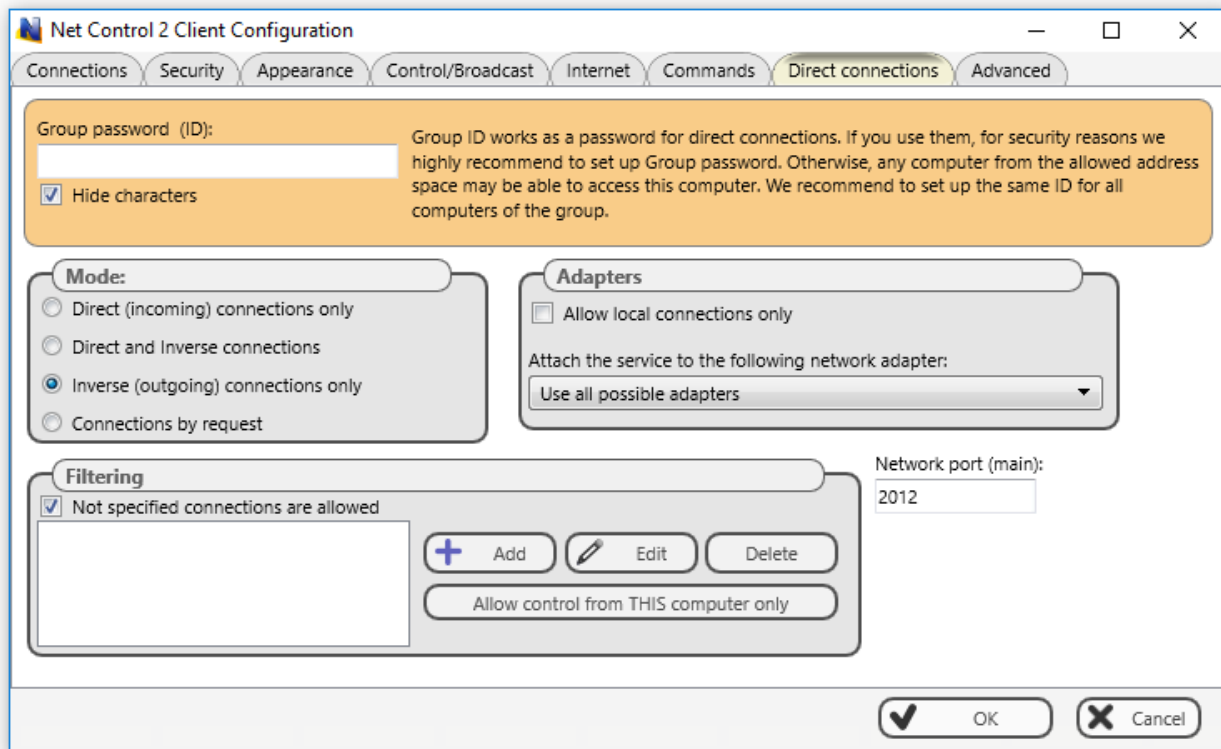 Net Control 2 Client Configuration
Connections Security Appearance Control/Broadcast Internet Commands Direct connections Advanced
Group password (ID):
Group ID works as a password for direct connections. If you use them, for security reasons we
highly recommend to set up Group password. Otherwise, any computer from the allowed address
space may be able to access this computer. We recommend to set up the same ID for all
computers of the group.
Hide characters
Mode:
Direct (incoming) connections only
Direct and Inverse connections
Inverse (outgoing) connections only
Connections by request
Adapters
Allow local connections only
Attach the service to the following network adapter:
Use all possible adapters
Filtering
Not specified connections are allowed
Add Edit Delete
Allow control from THIS computer only
Network port (main):
2012
OK Cancel